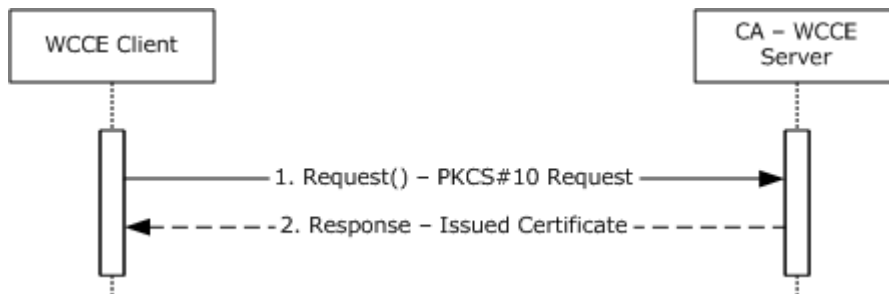 WCCE Client
CA – WCCE
Server
1. Request() – PKCS#10 Request
2. Response – Issued Certificate